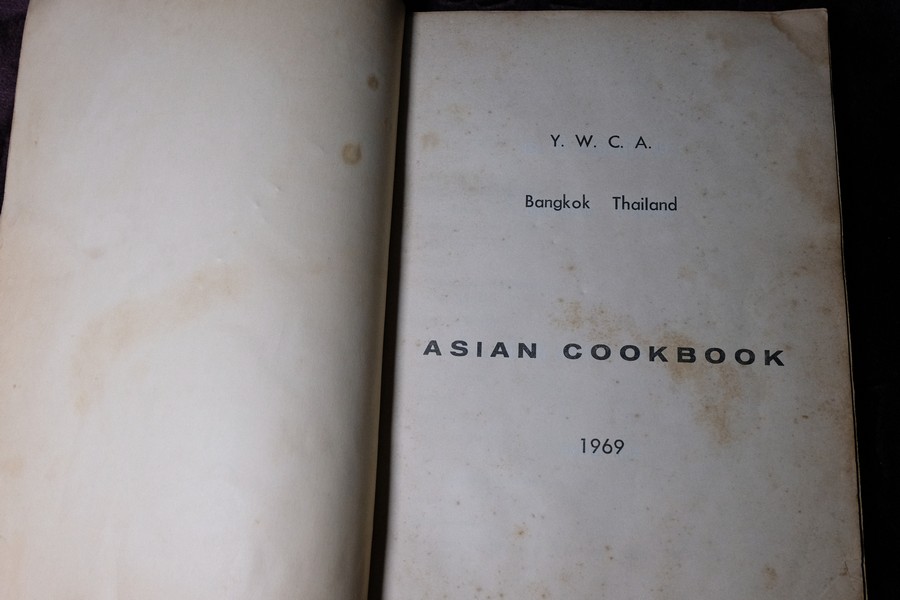 Y. W. C. A.
Bangkok Thailand
ASIAN COOKBOOK
1969